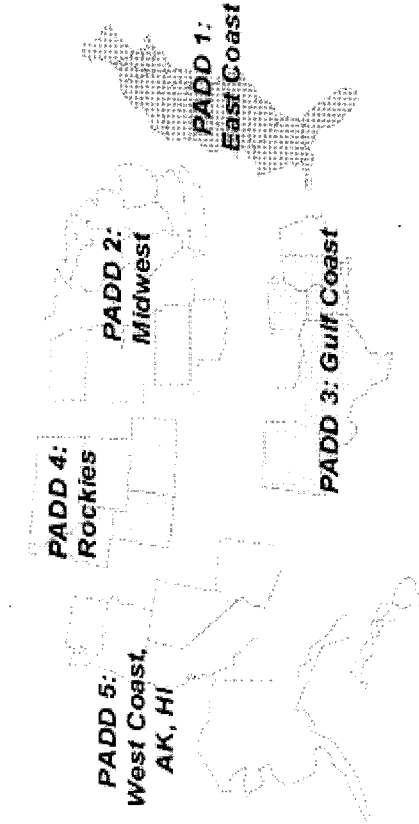 PADD 1:
East Coast
PADD 2:
Midwest
PADD 3: Gulf Coast
PADD 4:
Rockies
PADD 5:
West Coast,
AK, HI